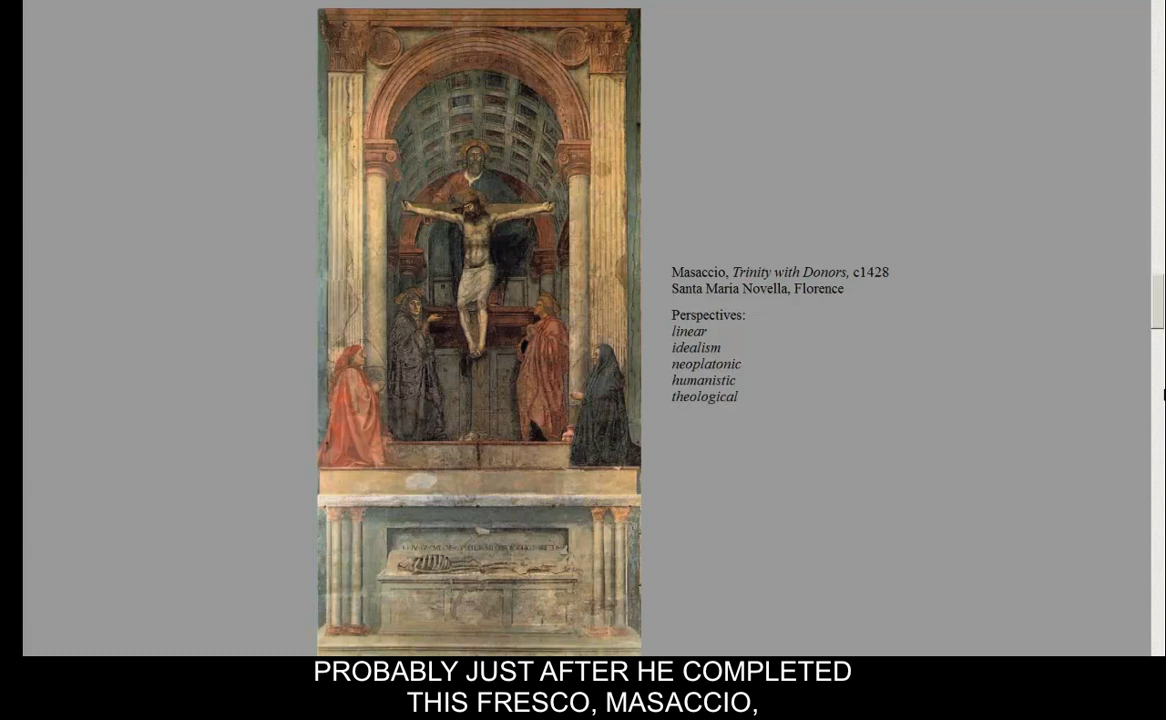 Masaccio, Trinity with Donors, c1428
Santa Maria Novella, Florence
Perspectives:
linear
idealism
neoplatonic
humanistic
theological
PROBABLY JUST AFTER HE COMPLETED
THIS FRESCO, MASACCIO,